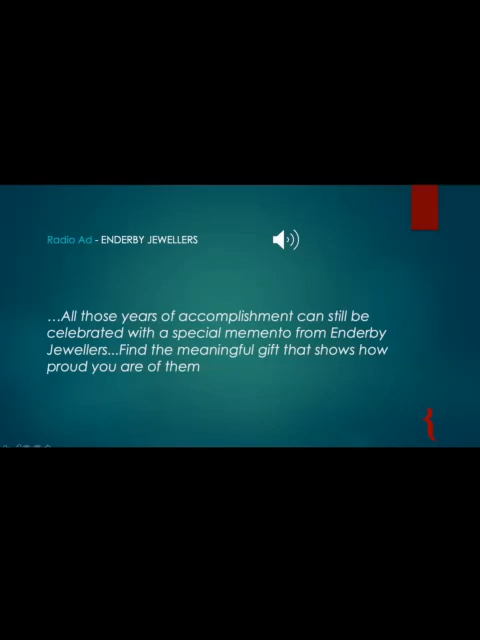 Radio Ad - ENDERBY JEWELLERS
...All those years of accomplishment can still be
celebrated with a special memento from Enderby
Jewellers...Find the meaningful gift that shows how
proud you are of them
{